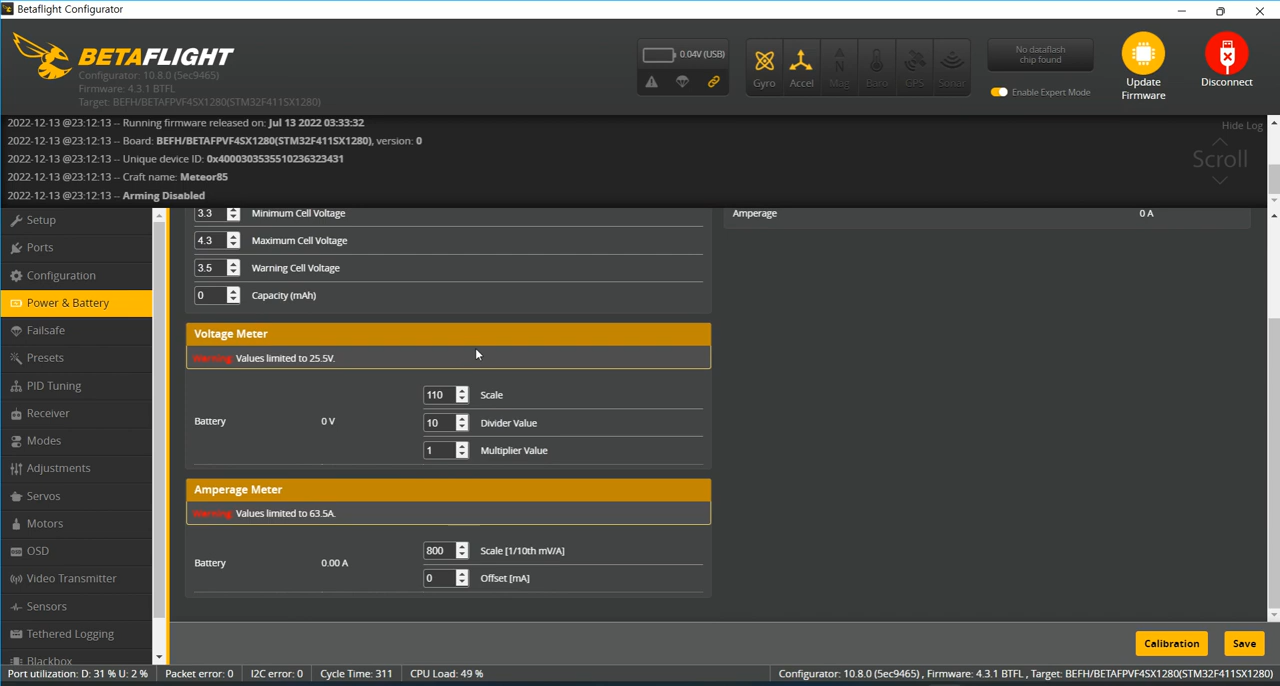 Betaflight Configurator
BETAFLIGHT
Configurator: 10.8.0 (5ec9465)
Firmware: 4.3.1 BTFL
Target: BEFH/BETAFPVF4SX1280(STM32F411SX1280)
0.04V (USB)
Gyro Accel Mag Baro GPS Sonar
No dataflash
chip found
Enable Expert Mode
Update
Firmware
Disconnect
Hide Log
Scroll
2022-12-13 @23:12:13 -- Running firmware released on: Jul 13 2022 03:33:32
2022-12-13 @23:12:13 -- Board: BEFH/BETAFPVF4SX1280(STM32F411SX1280), version: 0
2022-12-13 @23:12:13 -- Unique device ID: 0x4000303535510236323431
2022-12-13 @23:12:13 -- Craft name: Meteor85
2022-12-13 @23:12:13 -- Arming Disabled
Setup
Ports
Configuration
Power & Battery
Failsafe
Presets
PID Tuning
Receiver
Modes
Adjustments
Servos
Motors
OSD
Video Transmitter
Sensors
Tethered Logging
Blackbox
3.3 Minimum Cell Voltage
4.3 Maximum Cell Voltage
3.5 Warning Cell Voltage
0 Capacity (mAh)
Amperage 0 A
Voltage Meter
Warning: Values limited to 25.5V.
Battery 0 V
110 Scale
10 Divider Value
1 Multiplier Value
Amperage Meter
Warning: Values limited to 63.5A.
Battery 0.00 A
800 Scale [1/10th mV/A]
0 Offset [mA]
Calibration Save
Port utilization: D: 31 % U: 2 % Packet error: 0 I2C error: 0 Cycle Time: 311 CPU Load: 49 % Configurator: 10.8.0 (5ec9465) , Firmware: 4.3.1 BTFL , Target: BEFH/BETAFPVF4SX1280(STM32F411SX1280)